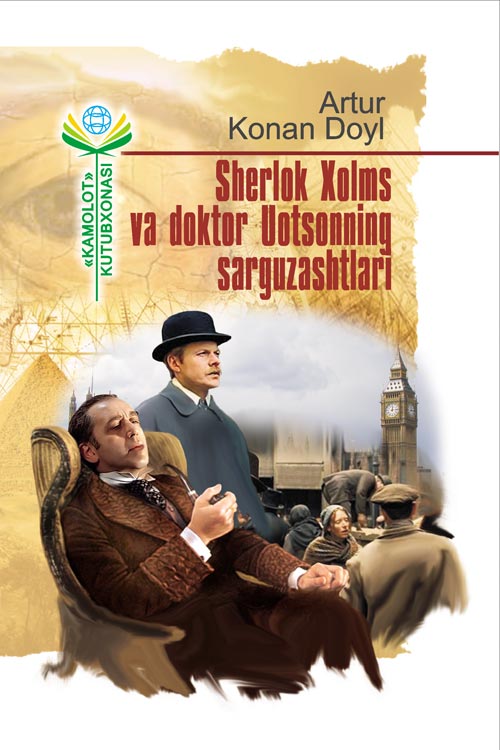 Artur
Konan Doyl
Sherlok Xolms
va doktor Uotsonning
sarguzashtlari
«KAMOLOT»
KUTUBXONASI